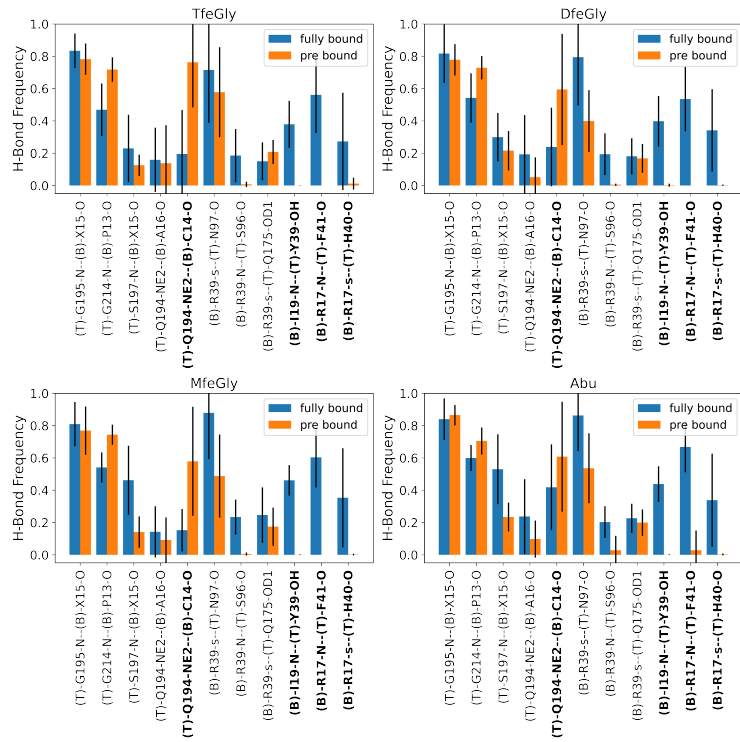 TfeGly
H-Bond Frequency
1.0
0.8
0.6
0.4
0.2
0.0
fully bound
pre bound
(T)-G195-N--(B)-X15-O
(T)-G214-N--(B)-P13-O
(T)-S197-N--(B)-X15-O
(T)-Q194-NE2--(B)-A16-O
(T)-Q194-NE2--(B)-C14-O
(B)-R39-s--(T)-N97-O
(B)-R39-N--(T)-S96-O
(B)-R39-s--(T)-Q175-OD1
(B)-I19-N--(T)-Y39-OH
(B)-R17-N--(T)-F41-O
(B)-R17-s--(T)-H40-O
DfeGly
H-Bond Frequency
1.0
0.8
0.6
0.4
0.2
0.0
fully bound
pre bound
(T)-G195-N--(B)-X15-O
(T)-G214-N--(B)-P13-O
(T)-S197-N--(B)-X15-O
(T)-Q194-NE2--(B)-A16-O
(T)-Q194-NE2--(B)-C14-O
(B)-R39-s--(T)-N97-O
(B)-R39-N--(T)-S96-O
(B)-R39-s--(T)-Q175-OD1
(B)-I19-N--(T)-Y39-OH
(B)-R17-N--(T)-F41-O
(B)-R17-s--(T)-H40-O
MfeGly
H-Bond Frequency
1.0
0.8
0.6
0.4
0.2
0.0
fully bound
pre bound
(T)-G195-N--(B)-X15-O
(T)-G214-N--(B)-P13-O
(T)-S197-N--(B)-X15-O
(T)-Q194-NE2--(B)-A16-O
(T)-Q194-NE2--(B)-C14-O
(B)-R39-s--(T)-N97-O
(B)-R39-N--(T)-S96-O
(B)-R39-s--(T)-Q175-OD1
(B)-I19-N--(T)-Y39-OH
(B)-R17-N--(T)-F41-O
(B)-R17-s--(T)-H40-O
Abu
H-Bond Frequency
1.0
0.8
0.6
0.4
0.2
0.0
fully bound
pre bound
(T)-G195-N--(B)-X15-O
(T)-G214-N--(B)-P13-O
(T)-S197-N--(B)-X15-O
(T)-Q194-NE2--(B)-A16-O
(T)-Q194-NE2--(B)-C14-O
(B)-R39-s--(T)-N97-O
(B)-R39-N--(T)-S96-O
(B)-R39-s--(T)-Q175-OD1
(B)-I19-N--(T)-Y39-OH
(B)-R17-N--(T)-F41-O
(B)-R17-s--(T)-H40-O